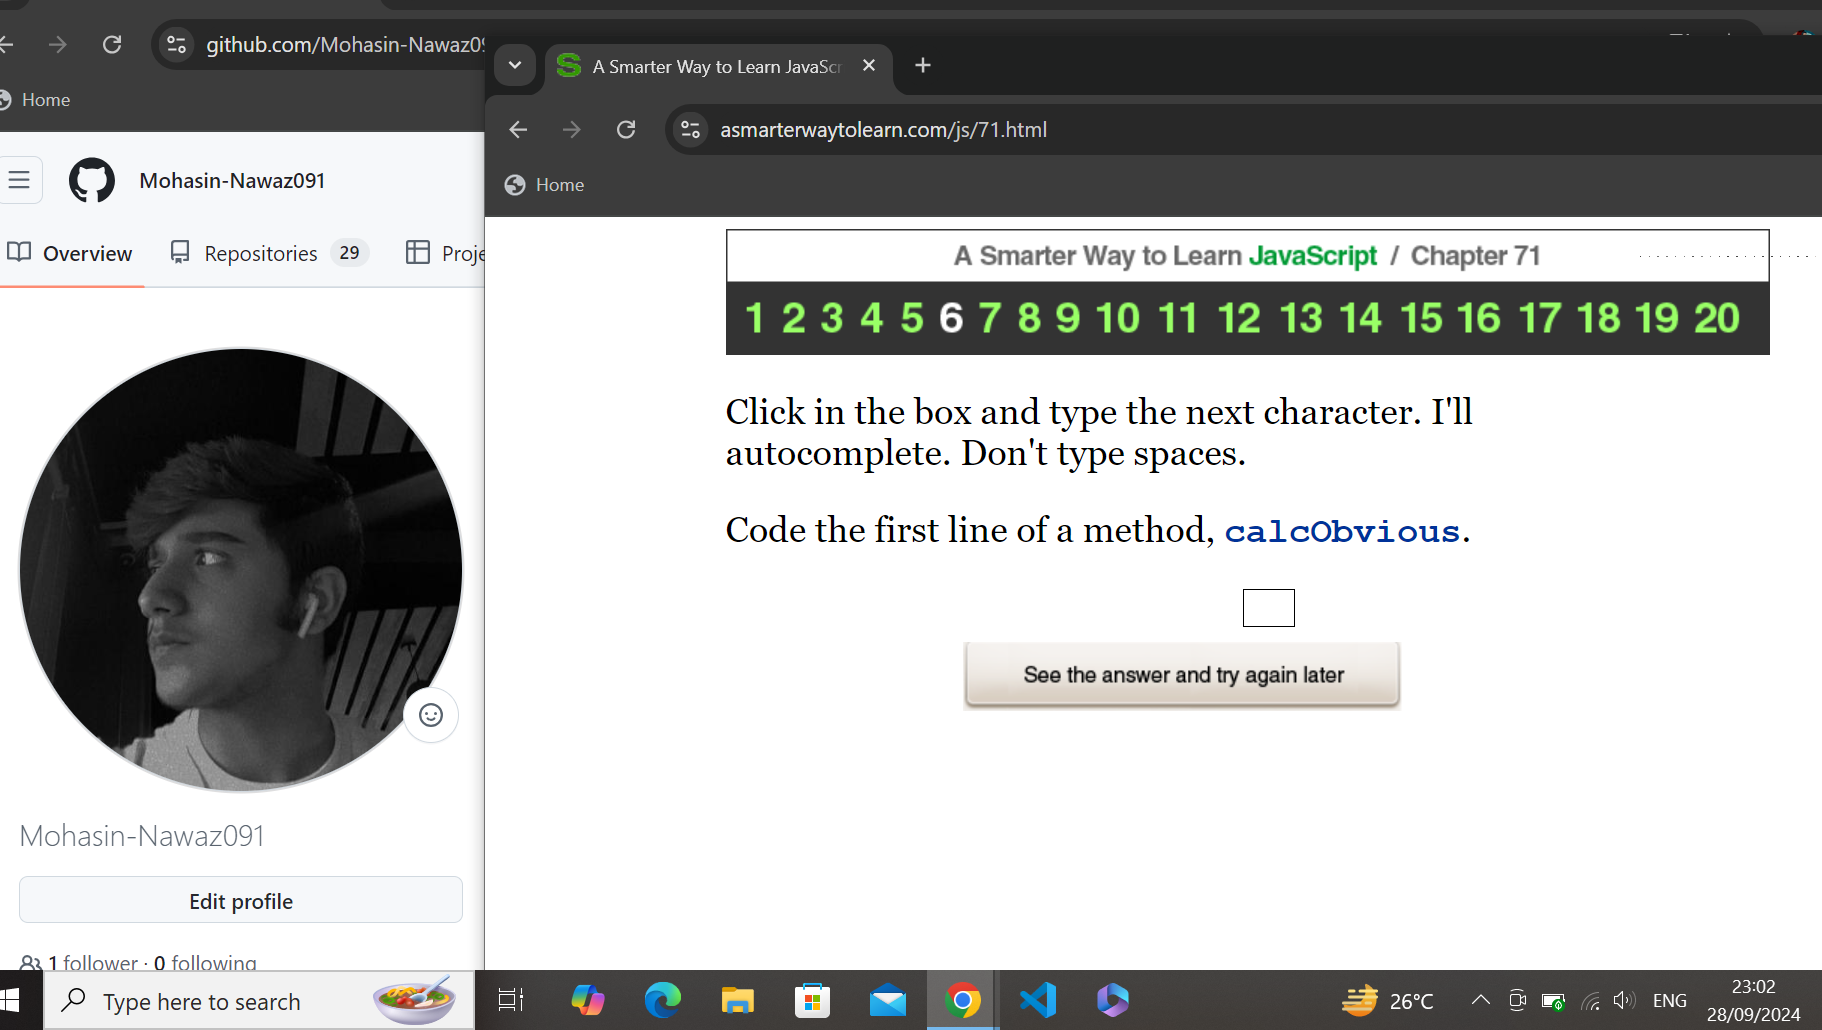 github.com/Mohasin-Nawaz09
Home
Mohasin-Nawaz091
Overview
Repositories 29
Proje
Mohasin-Nawaz091
Edit profile
1 follower · 0 following
A Smarter Way to Learn JavaScr
asmarterwaytolearn.com/js/71.html
Home
A Smarter Way to Learn JavaScript / Chapter 71
1 2 3 4 5 6 7 8 9 10 11 12 13 14 15 16 17 18 19 20
Click in the box and type the next character. I'll
autocomplete. Don't type spaces.
Code the first line of a method, calcObvious.
See the answer and try again later
Type here to search
26°C
ENG
23:02
28/09/2024